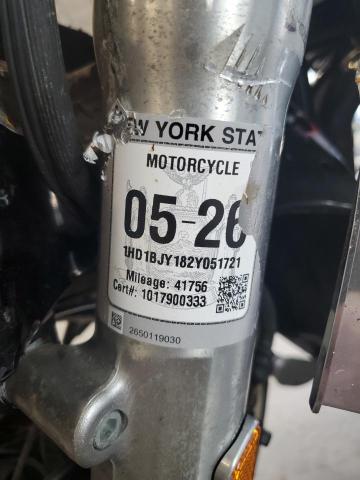 W YORK STAT
MOTORCYCLE
05-26
1HD1BJY182Y051721
Mileage: 41756
Cert#: 1017900333
2650119030